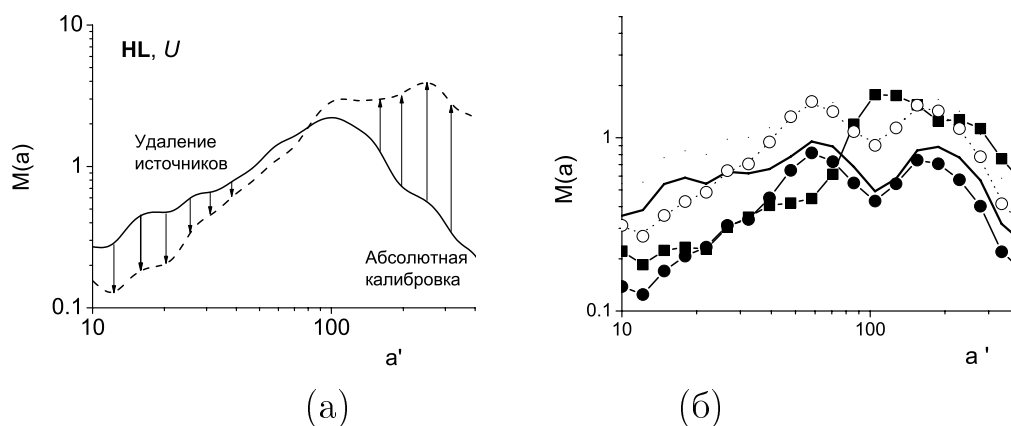 10
HL, U
Удаление
источников
M(a)
1
Абсолютная
калибровка
0.1
10
100
a'
(а)
M(a)
1
0.1
10
100
a '
(б)